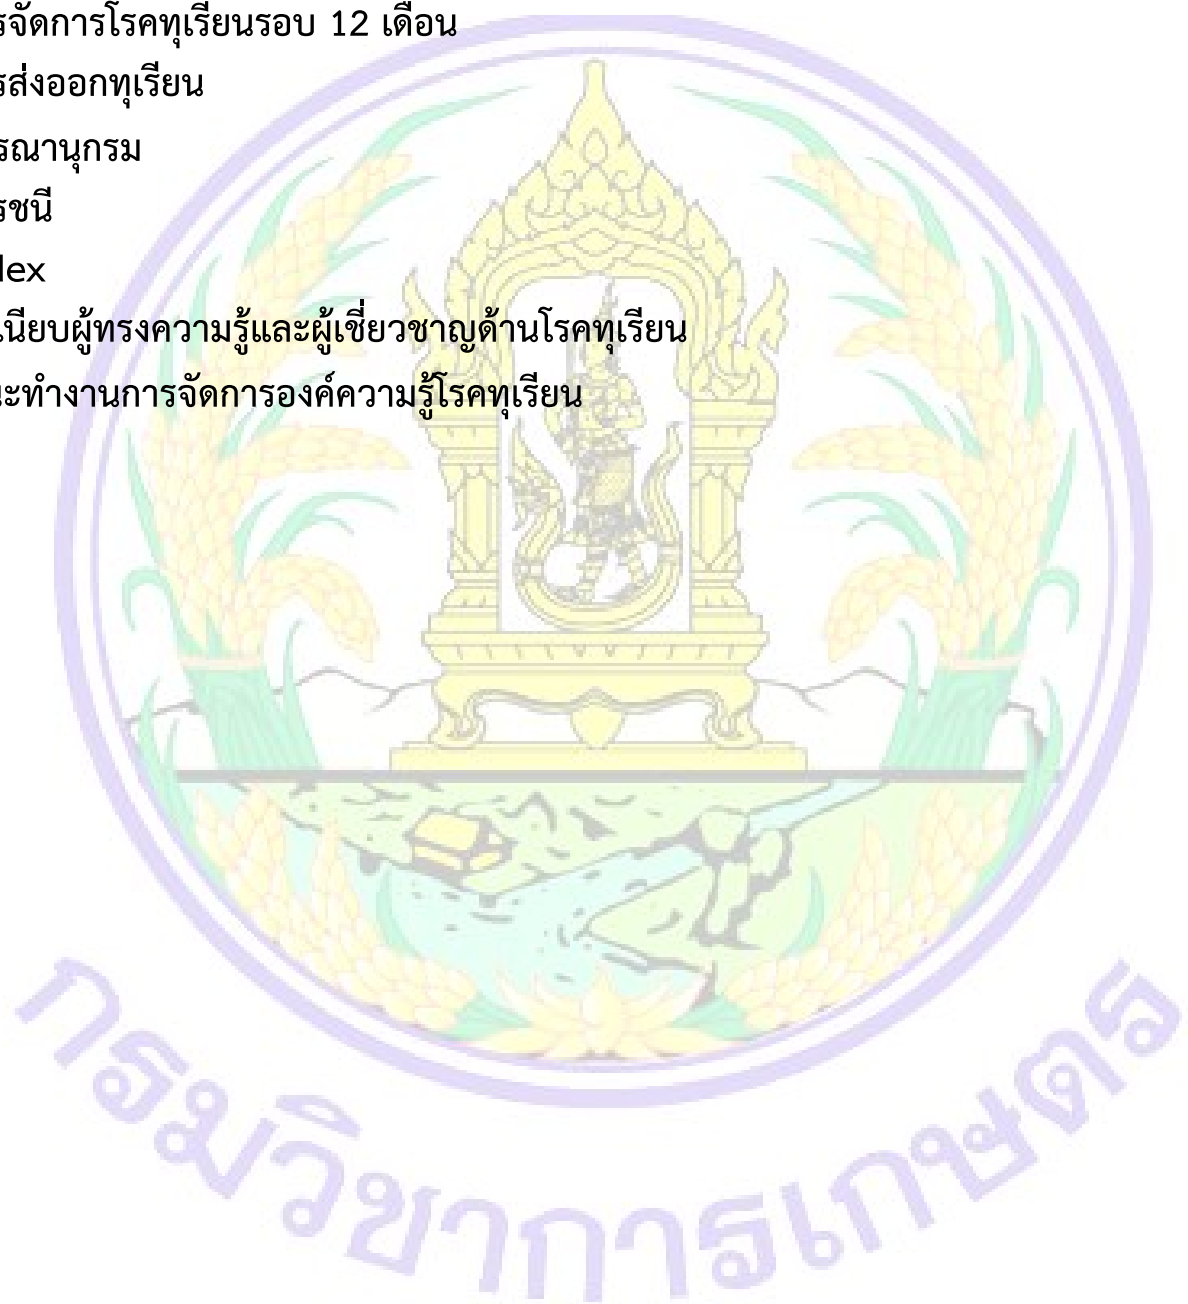 รจัดการโรคทุเรียนรอบ 12 เดือน
รส่งออกทุเรียน
รณานุกรม
รชนี
lex
เนียบผู้ทรงความรู้และผู้เชี่ยวชาญด้านโรคทุเรียน
ณะทำงานการจัดการองค์ความรู้โรคทุเรียน
กรมวิชาการเกษตร